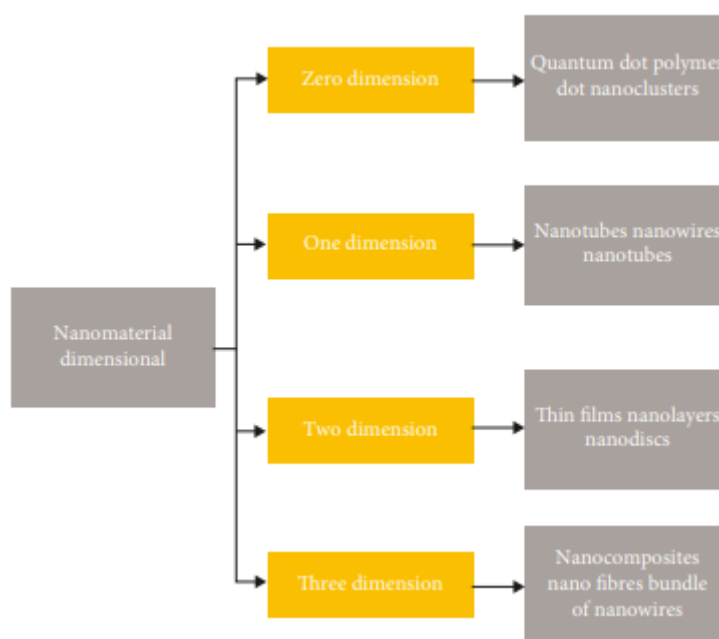 Zero dimension
Quantum dot polymer
dot nanoclusters
One dimension
Nanotubes nanowires
nanotubes
Nanomaterial
dimensional
Two dimension
Thin films nanolayers
nanodiscs
Three dimension
Nanocomposites
nano fibres bundle
of nanowires